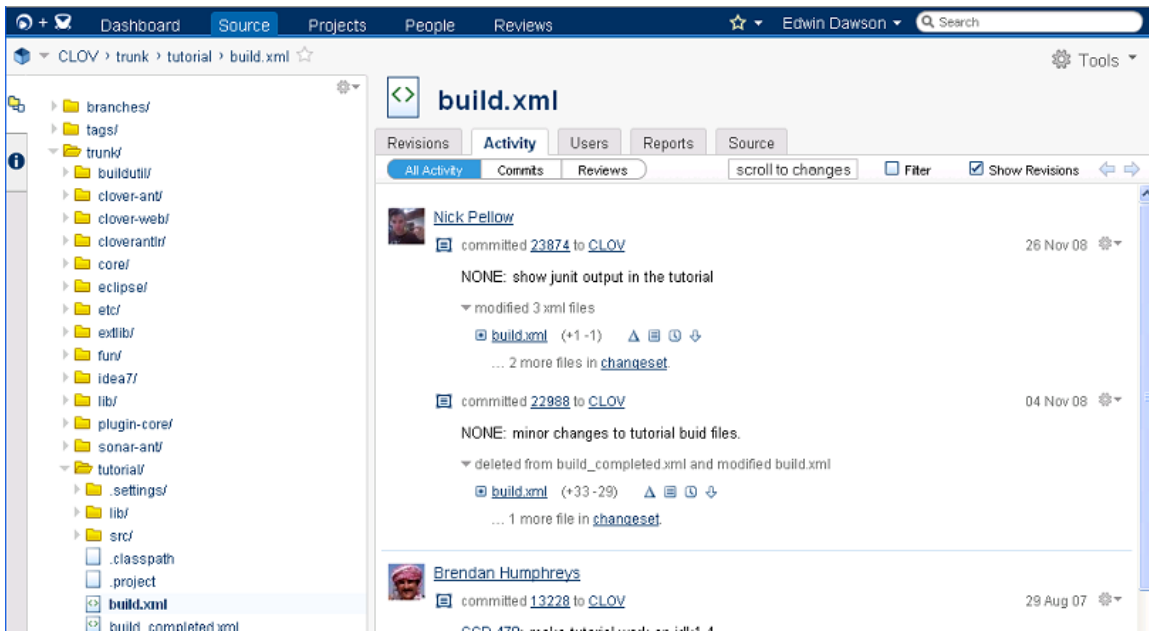 + Dashboard Source Projects People Reviews Edwin Dawson Search
CLOV › trunk › tutorial › build.xml Tools
branches/
tags/
trunk/
buildutil/
clover-ant/
clover-web/
cloverantlr/
core/
eclipse/
etc/
extlib/
fun/
idea7/
lib/
plugin-core/
sonar-ant/
tutorial/
.settings/
lib/
src/
.classpath
.project
build.xml
build_completed.xml
build.xml
Revisions Activity Users Reports Source
All Activity Commits Reviews scroll to changes Filter Show Revisions
Nick Pellow
committed 23874 to CLOV 26 Nov 08
NONE: show junit output in the tutorial
modified 3 xml files
build.xml (+1 -1)
... 2 more files in changeset.
committed 22988 to CLOV 04 Nov 08
NONE: minor changes to tutorial buid files.
deleted from build_completed.xml and modified build.xml
build.xml (+33 -29)
... 1 more file in changeset.
Brendan Humphreys
committed 13228 to CLOV 29 Aug 07
make tutorial work on jdk1.4